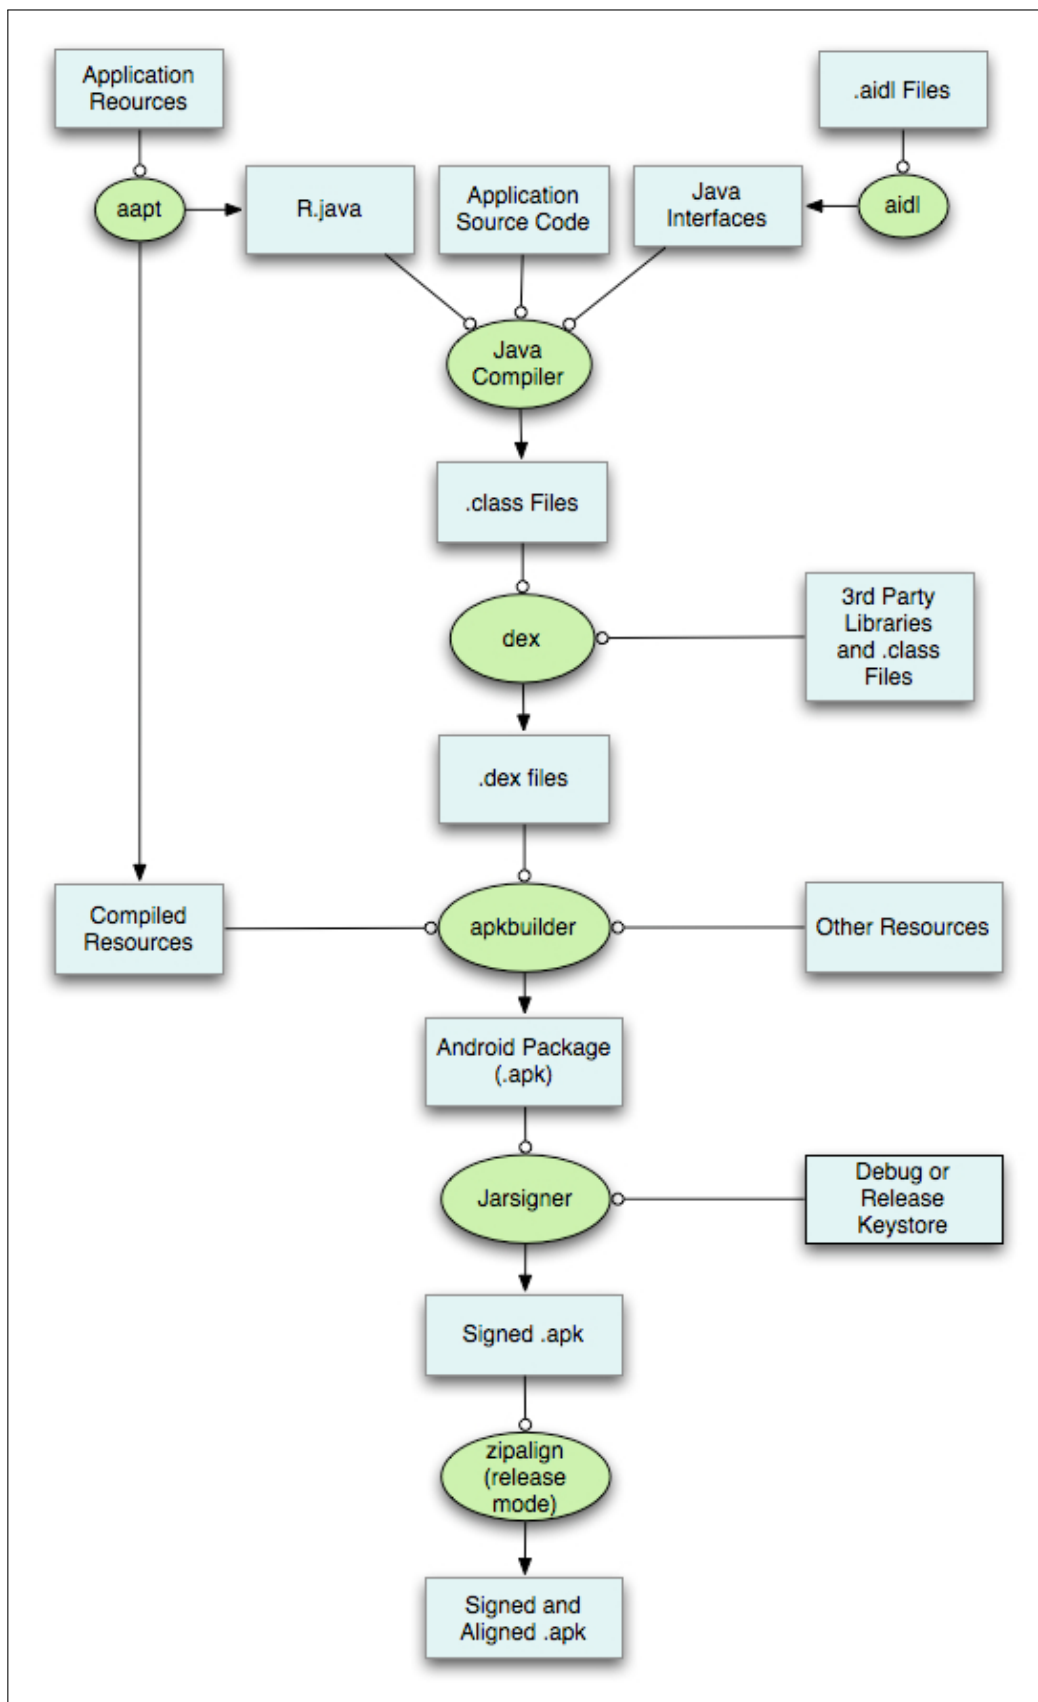 Application
Reources
.aidl Files
aapt
R.java
Application
Source Code
Java
Interfaces
aidl
Java
Compiler
.class Files
dex
3rd Party
Libraries
and .class
Files
.dex files
Compiled
Resources
apkbuilder
Other Resources
Android Package
(.apk)
Jarsigner
Debug or
Release
Keystore
Signed .apk
zipalign
(release
mode)
Signed and
Aligned .apk